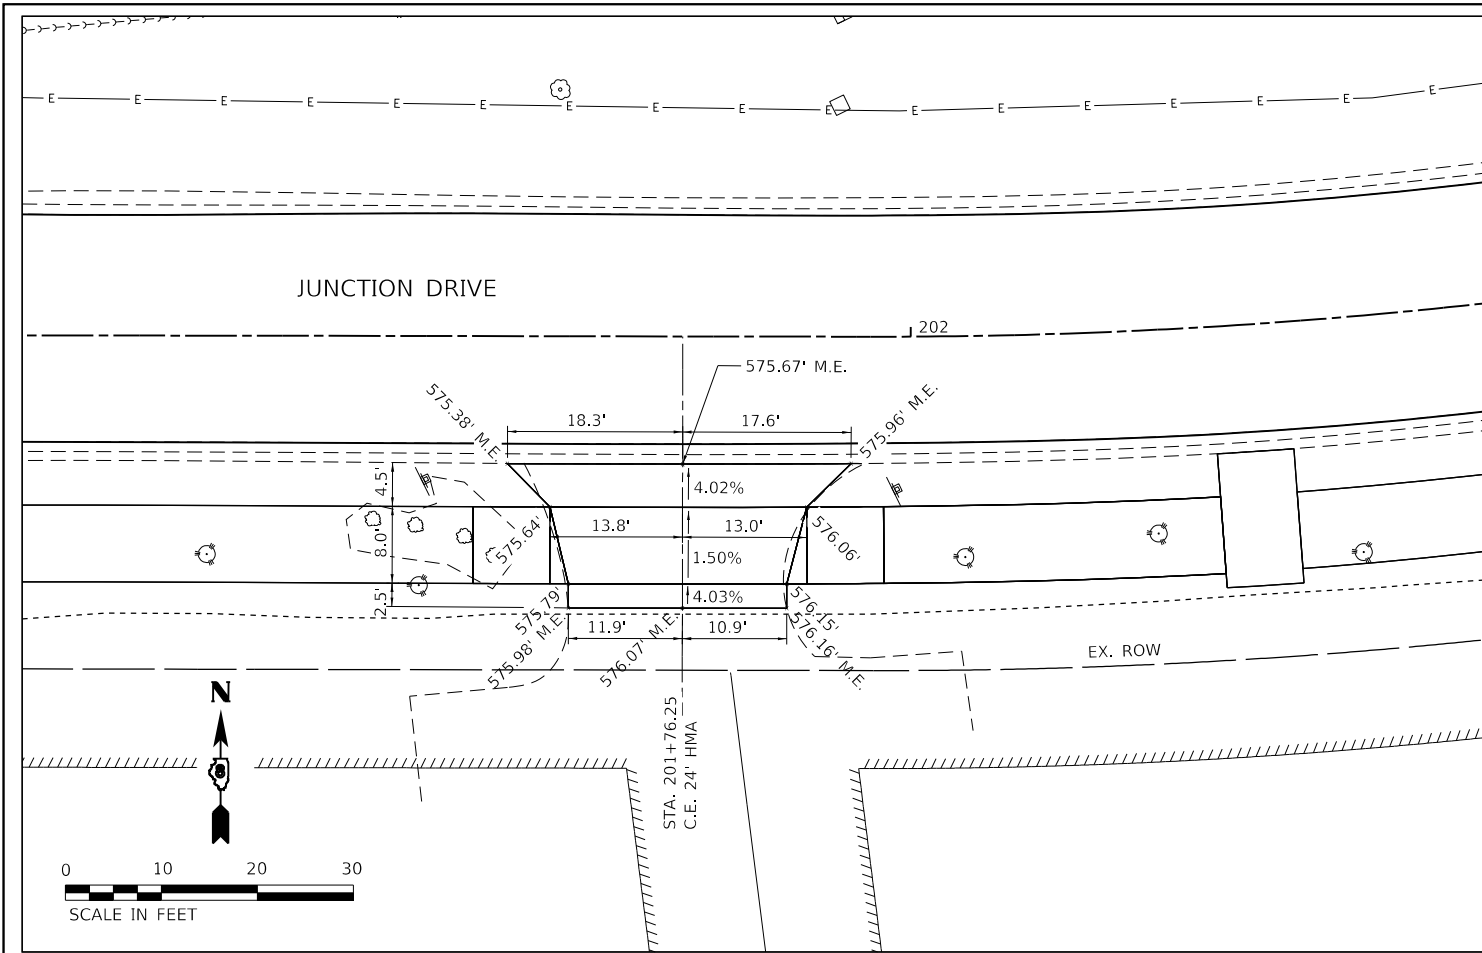 E E E E E E E E E E E E E E E E E
JUNCTION DRIVE
202
575.67' M.E.
575.38' M.E.
18.3'
17.6'
575.96' M.E.
4.5'
4.02%
8.0'
575.64'
13.8'
13.0'
576.06'
1.50%
2.5'
4.03%
575.79'
576.15'
575.98' M.E.
11.9'
576.07' M.E.
10.9'
576.16' M.E.
EX. ROW
N
STA. 201+76.25
C.E. 24' HMA
0 10 20 30
SCALE IN FEET